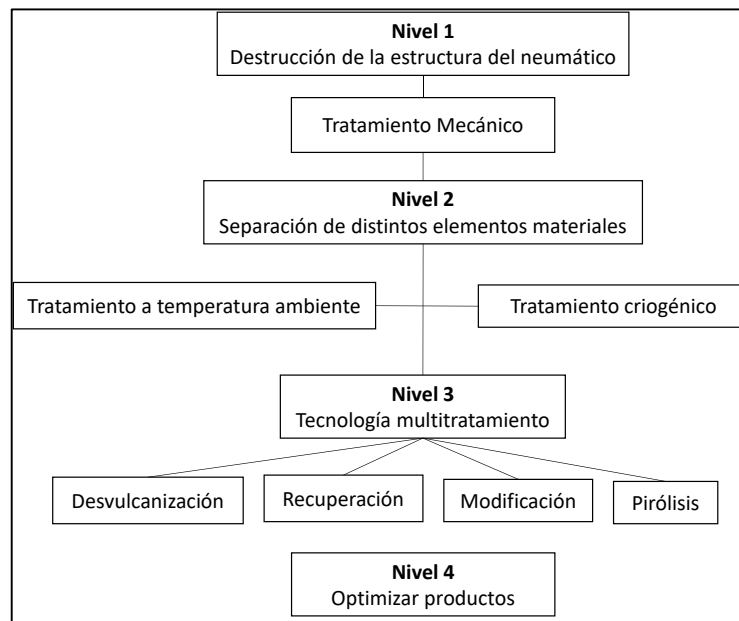 Nivel 1
Destrucción de la estructura del neumático
Tratamiento Mecánico
Nivel 2
Separación de distintos elementos materiales
Tratamiento a temperatura ambiente
Tratamiento criogénico
Nivel 3
Tecnología multitratamiento
Desvulcanización
Recuperación
Modificación
Pirólisis
Nivel 4
Optimizar productos